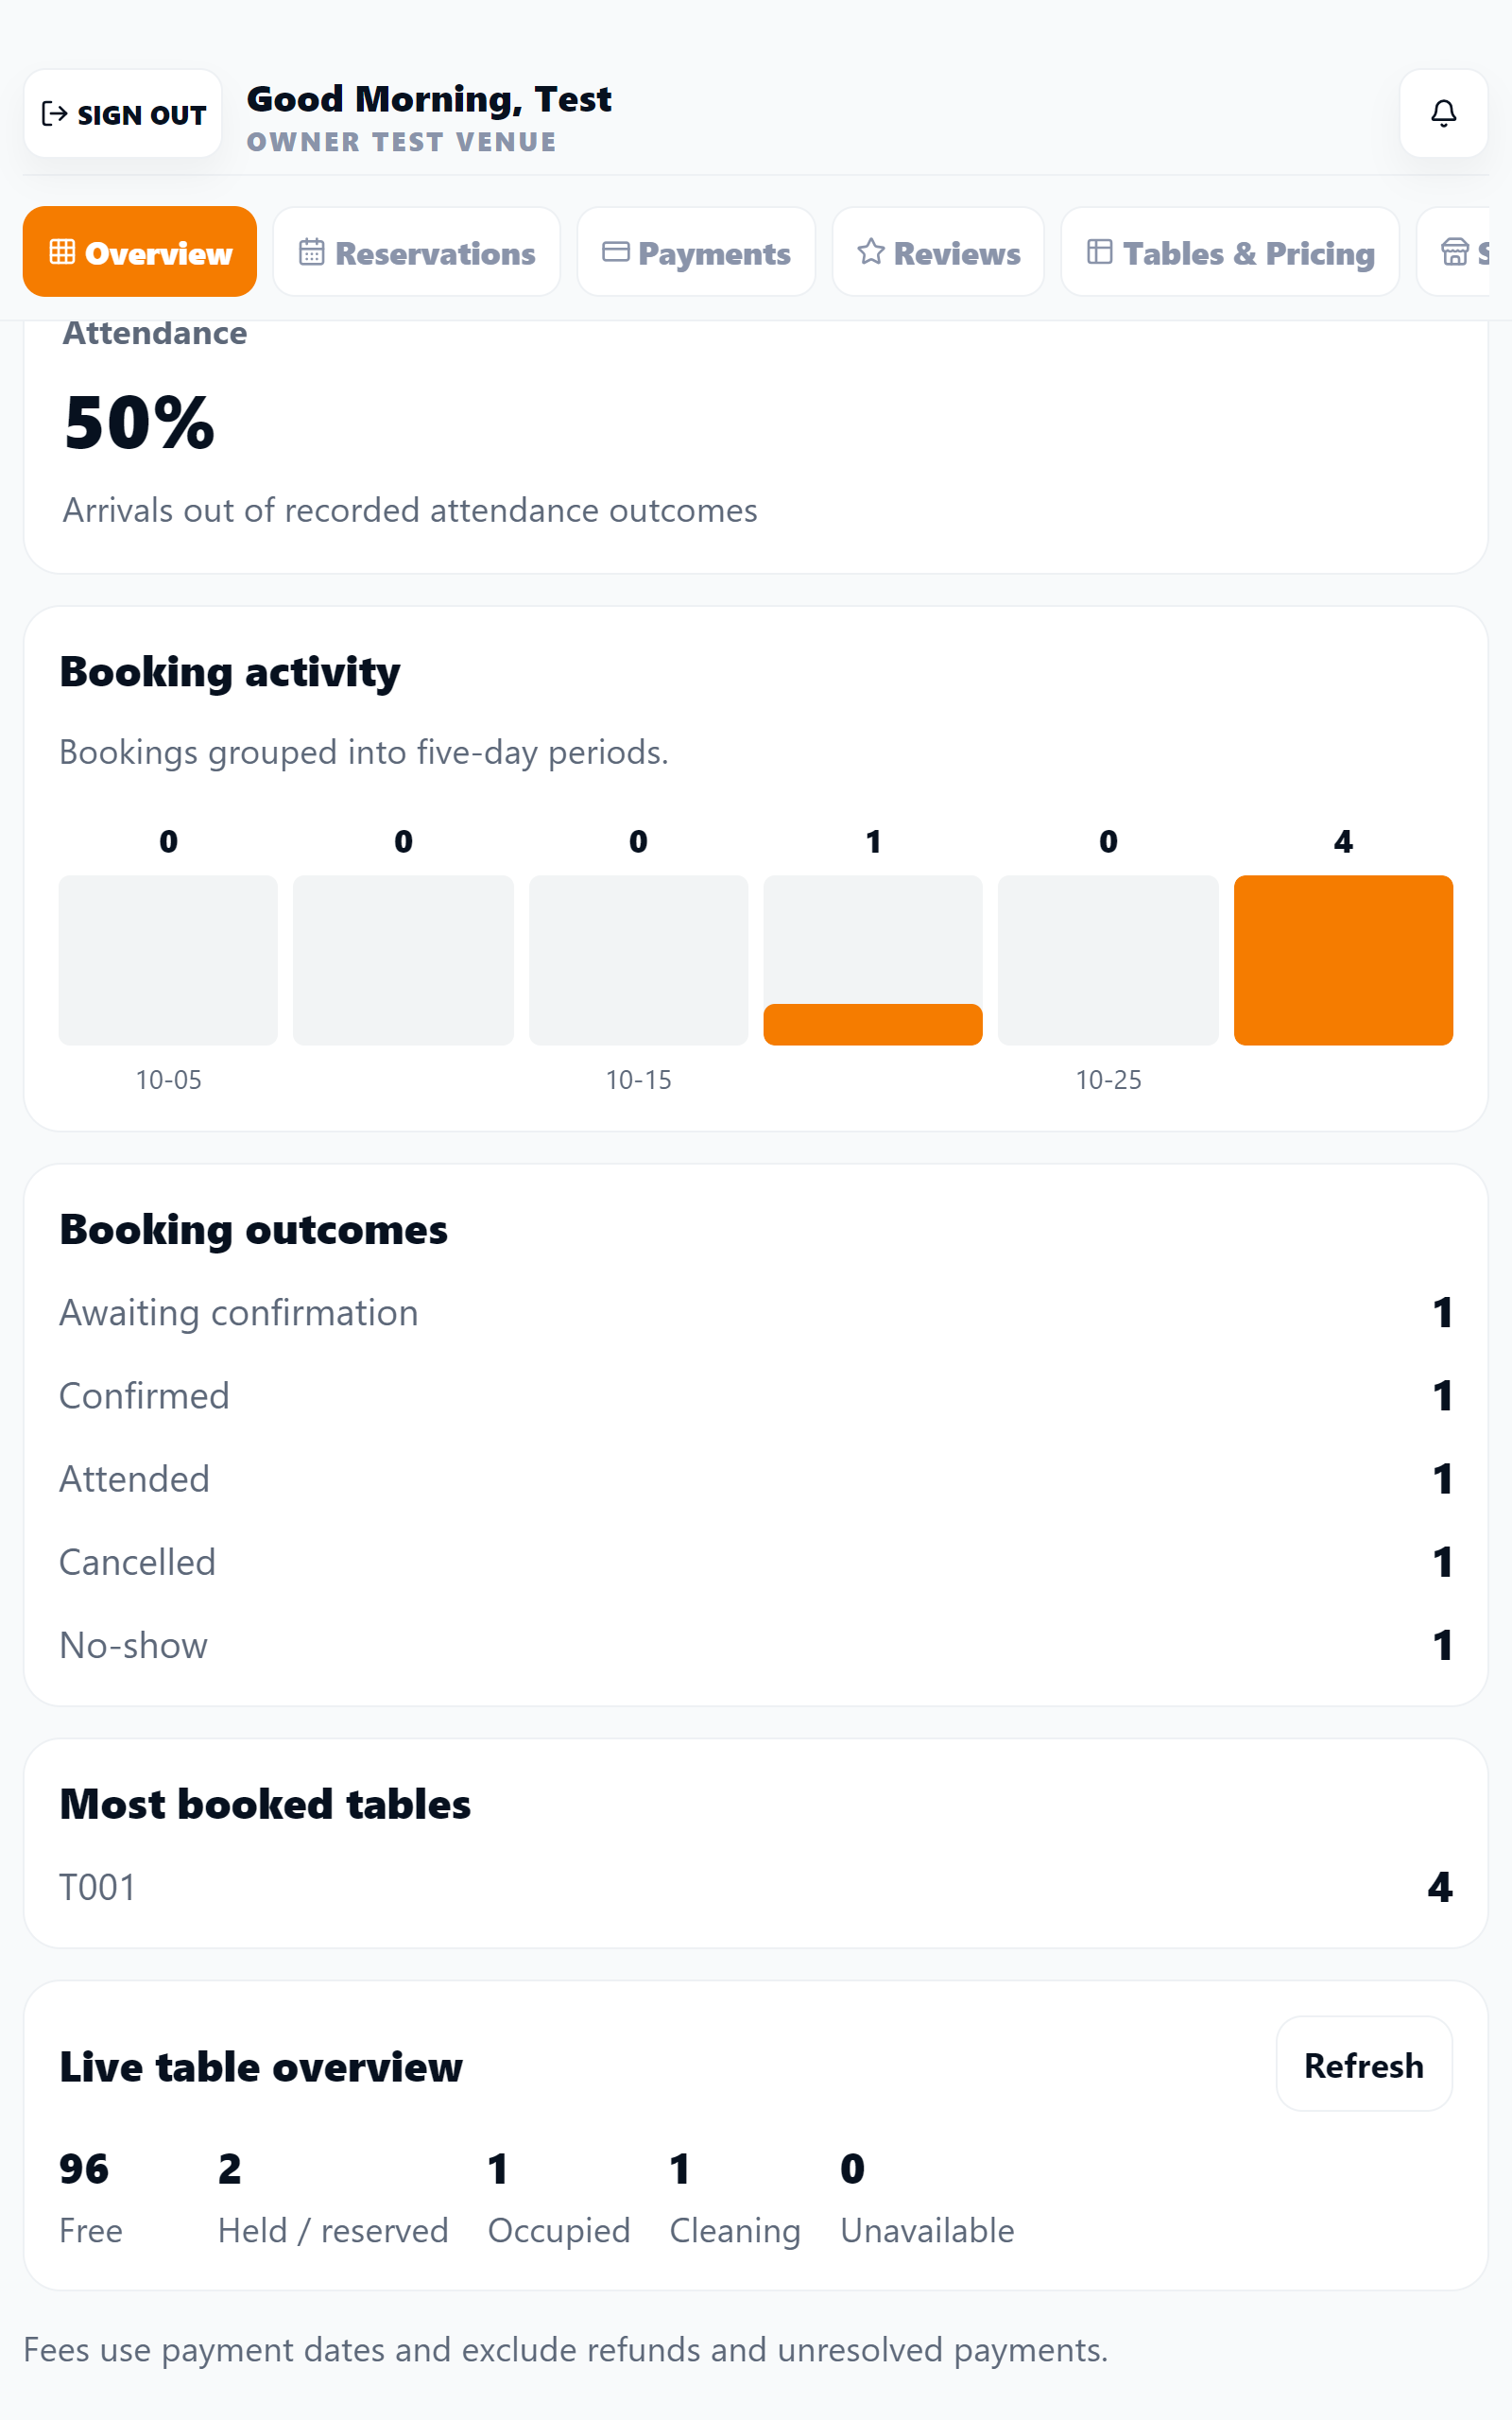 SIGN OUT
Good Morning, Test
OWNER TEST VENUE
Overview
Reservations
Payments
Reviews
Tables & Pricing
Attendance
50%
Arrivals out of recorded attendance outcomes
Booking activity
Bookings grouped into five-day periods.
0 0 0 1 0 4
10-05 10-15 10-25
Booking outcomes
Awaiting confirmation 1
Confirmed 1
Attended 1
Cancelled 1
No-show 1
Most booked tables
T001 4
Live table overview
Refresh
96 2 1 1 0
Free Held / reserved Occupied Cleaning Unavailable
Fees use payment dates and exclude refunds and unresolved payments.